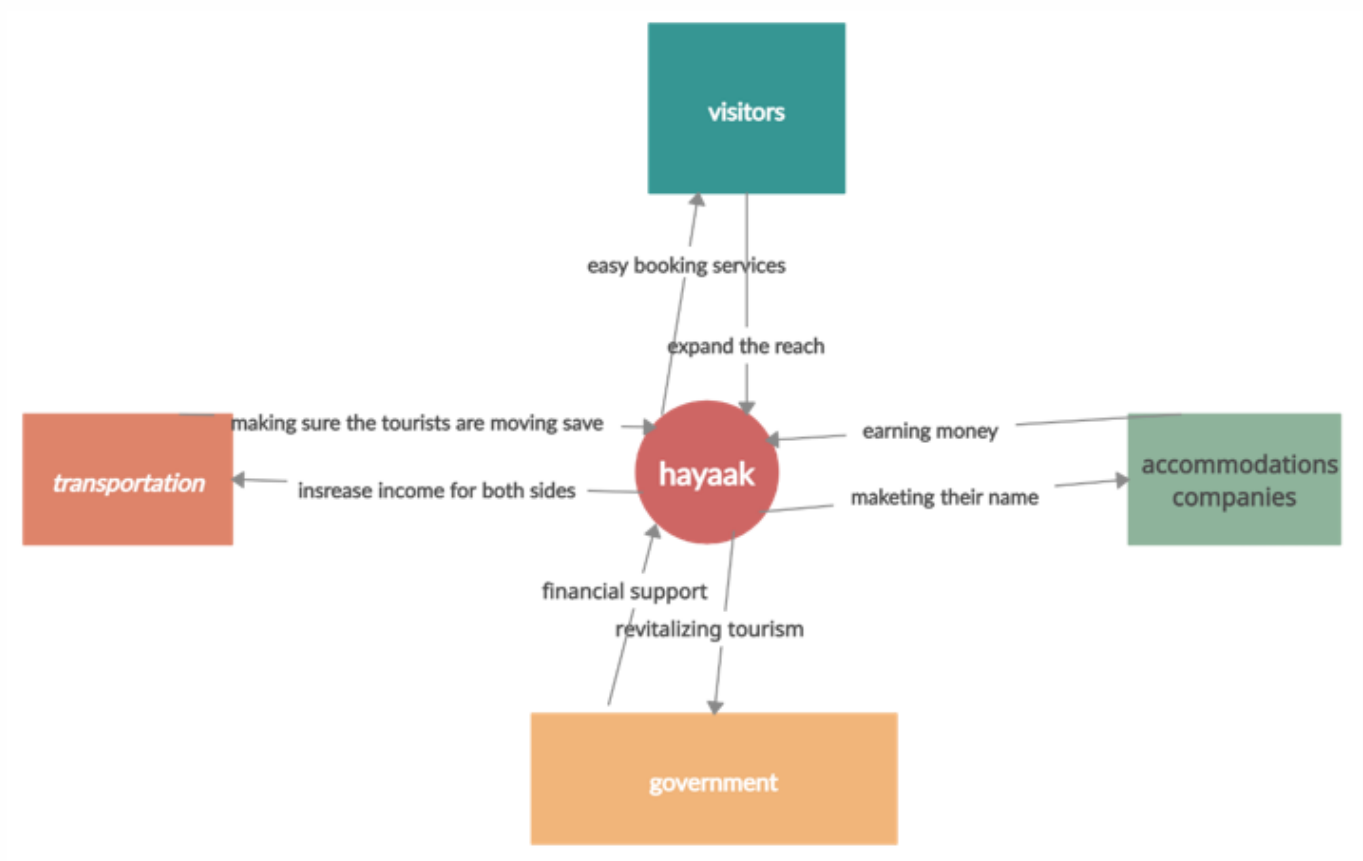 visitors
easy booking services
expand the reach
making sure the tourists are moving save
earning money
transportation
hayaak
accommodations
companies
insrease income for both sides
maketing their name
financial support
revitalizing tourism
government